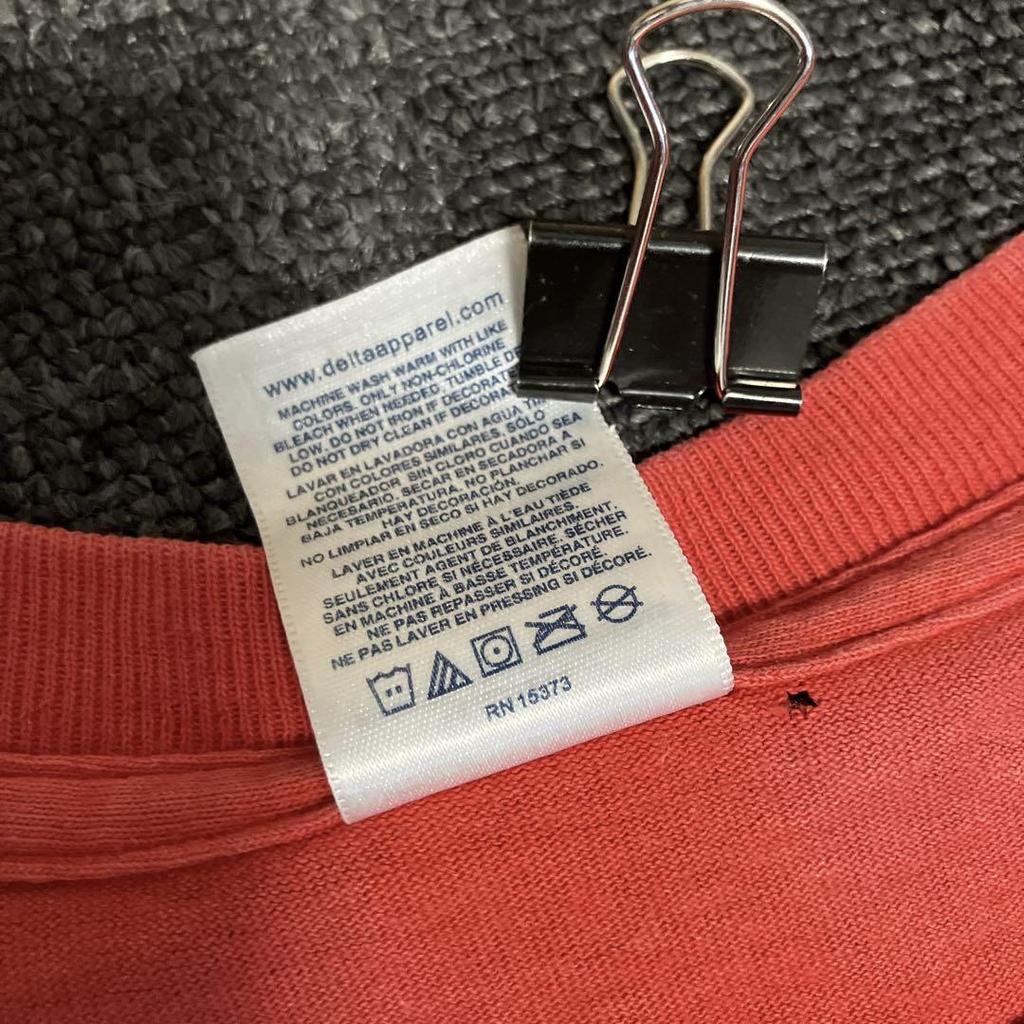 www.deltaapparel.com
MACHINE WASH WARM WITH LIKE
COLORS, ONLY NON-CHLORINE
BLEACH WHEN NEEDED, TUMBLE
LOW, DO NOT IRON IF DECORAT
DO NOT DRY CLEAN IF DECORA
LAVAR EN LAVADORA CON AGUA
CON COLORES SIMILARES, SÓLO
BLANQUEADOR SIN CLORO CUANDO SEA
NECESARIO. SECAR EN SECADORA A
BAJA TEMPERATURA, NO PLANCHAR SI
HAY DECORACIÓN.
NO LIMPIAR EN SECO SI HAY DECORADO.
LAVER EN MACHINE À L'EAU TIÈDE
AVEC COULEURS SIMILAIRES.
SEULEMENT AGENT DE BLANCHIMENT,
SANS CHLORE SI NÉCESSAIRE, SÉCHER
EN MACHINE À BASSE TEMPÉRATURE.
NE PAS REPASSER SI DÉCORÉ.
NE PAS LAVER EN PRESSING SI DÉCORÉ.
RN 15373